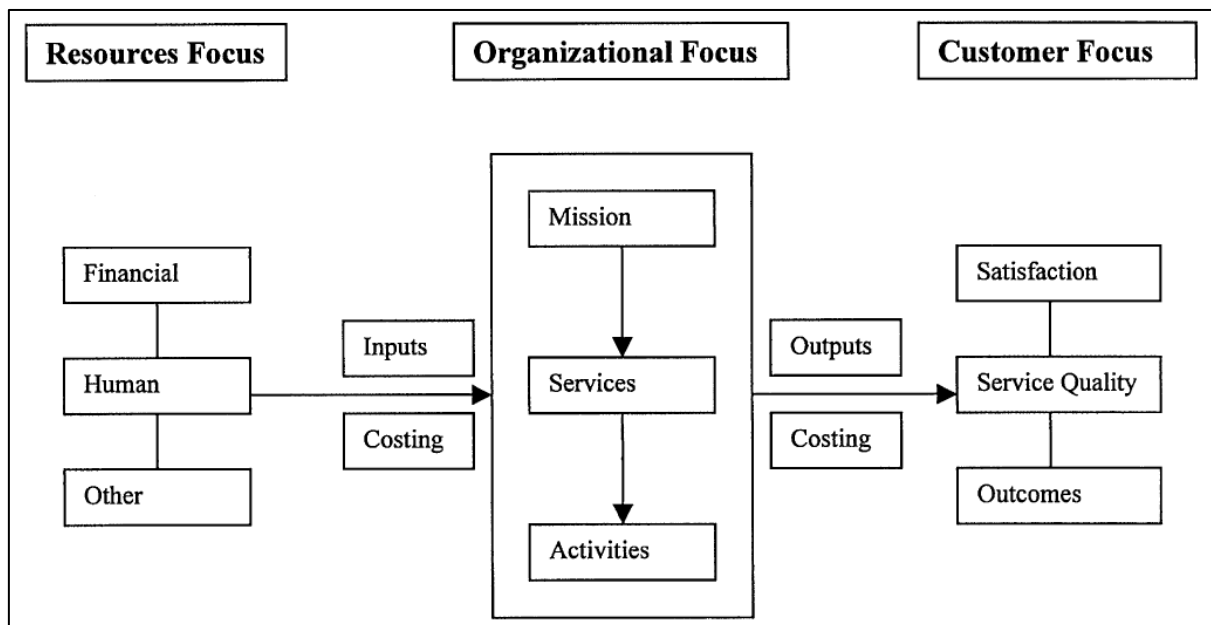 Resources Focus
Organizational Focus
Customer Focus
Financial
Human
Other
Inputs
Costing
Mission
Services
Activities
Outputs
Costing
Satisfaction
Service Quality
Outcomes